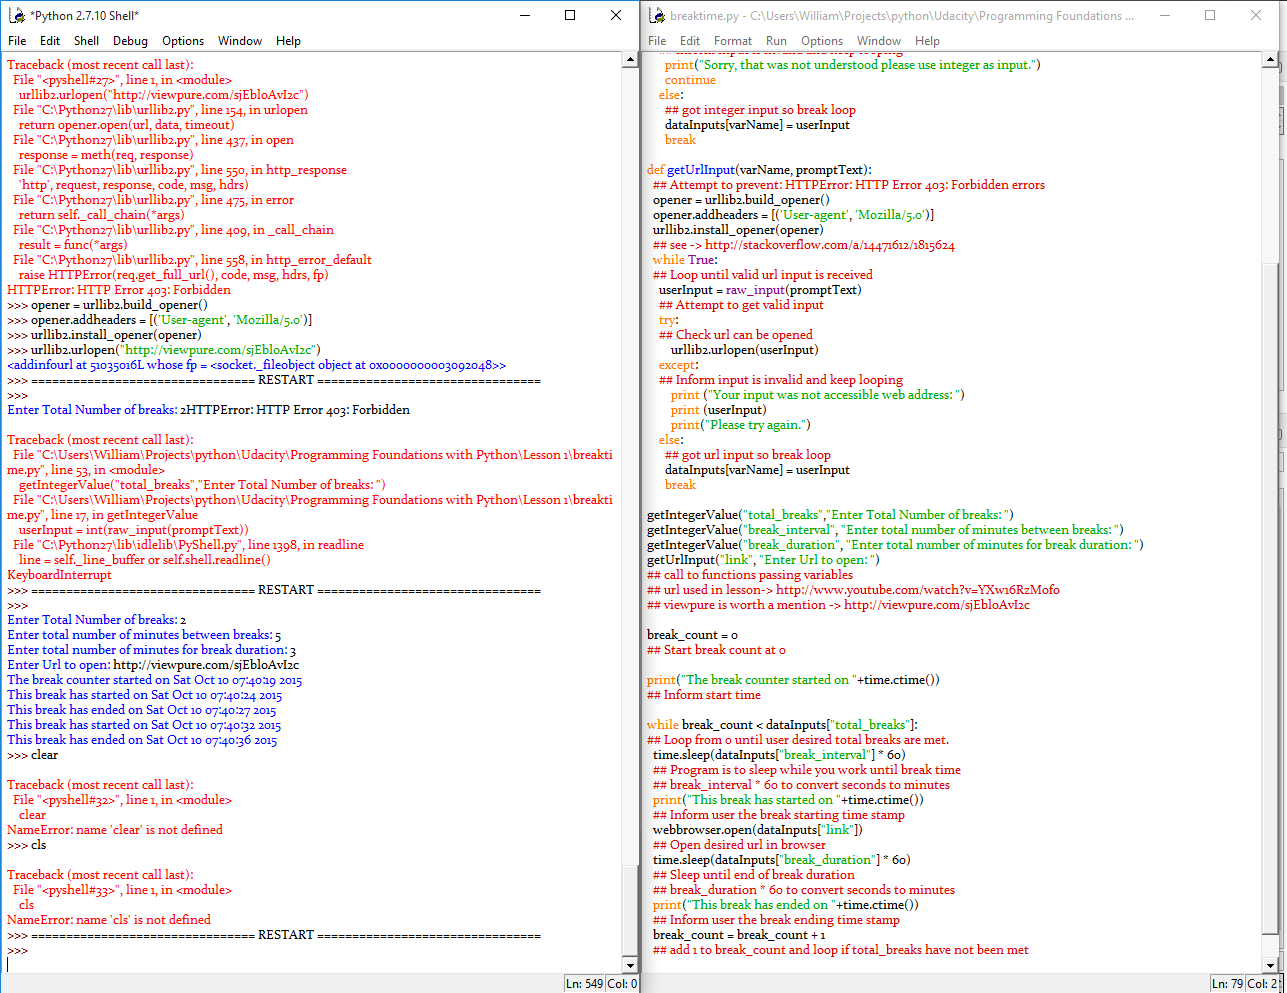 *Python 2.7.10 Shell*
File Edit Shell Debug Options Window Help
Traceback (most recent call last):
  File "<pyshell#27>", line 1, in <module>
    urllib2.urlopen("http://viewpure.com/sjEbloAvI2c")
  File "C:\Python27\lib\urllib2.py", line 154, in urlopen
    return opener.open(url, data, timeout)
  File "C:\Python27\lib\urllib2.py", line 437, in open
    response = meth(req, response)
  File "C:\Python27\lib\urllib2.py", line 550, in http_response
    'http', request, response, code, msg, hdrs)
  File "C:\Python27\lib\urllib2.py", line 475, in error
    return self._call_chain(*args)
  File "C:\Python27\lib\urllib2.py", line 409, in _call_chain
    result = func(*args)
  File "C:\Python27\lib\urllib2.py", line 558, in http_error_default
    raise HTTPError(req.get_full_url(), code, msg, hdrs, fp)
HTTPError: HTTP Error 403: Forbidden
>>> opener = urllib2.build_opener()
>>> opener.addheaders = [('User-agent', 'Mozilla/5.0')]
>>> urllib2.install_opener(opener)
>>> urllib2.urlopen("http://viewpure.com/sjEbloAvI2c")
<addinfourl at 51035016L whose fp = <socket._fileobject object at 0x0000000003092048>>
>>> ================================ RESTART ================================
>>>
Enter Total Number of breaks: 2HTTPError: HTTP Error 403: Forbidden
Traceback (most recent call last):
  File "C:\Users\William\Projects\python\Udacity\Programming Foundations with Python\Lesson 1\breakti
me.py", line 53, in <module>
    getIntegerValue("total_breaks","Enter Total Number of breaks: ")
  File "C:\Users\William\Projects\python\Udacity\Programming Foundations with Python\Lesson 1\breakti
me.py", line 17, in getIntegerValue
    userInput = int(raw_input(promptText))
  File "C:\Python27\lib\idlelib\PyShell.py", line 1398, in readline
    line = self._line_buffer or self.shell.readline()
KeyboardInterrupt
>>> ================================ RESTART ================================
>>>
Enter Total Number of breaks: 2
Enter total number of minutes between breaks: 5
Enter total number of minutes for break duration: 3
Enter Url to open: http://viewpure.com/sjEbloAvI2c
The break counter started on Sat Oct 10 07:40:19 2015
This break has started on Sat Oct 10 07:40:24 2015
This break has ended on Sat Oct 10 07:40:27 2015
This break has started on Sat Oct 10 07:40:32 2015
This break has ended on Sat Oct 10 07:40:36 2015
>>> clear
Traceback (most recent call last):
  File "<pyshell#32>", line 1, in <module>
    clear
NameError: name 'clear' is not defined
>>> cls
Traceback (most recent call last):
  File "<pyshell#33>", line 1, in <module>
    cls
NameError: name 'cls' is not defined
>>> ================================ RESTART ================================
>>>
Ln: 549 Col: 0
breaktime.py - C:\Users\William\Projects\python\Udacity\Programming Foundations ...
File Edit Format Run Options Window Help
      print("Sorry, that was not understood please use integer as input.")
      continue
    else:
      ## got integer input so break loop
      dataInputs[varName] = userInput
      break
def getUrlInput(varName, promptText):
  ## Attempt to prevent: HTTPError: HTTP Error 403: Forbidden errors
  opener = urllib2.build_opener()
  opener.addheaders = [('User-agent', 'Mozilla/5.0')]
  urllib2.install_opener(opener)
  ## see -> http://stackoverflow.com/a/14471612/1815624
  while True:
  ## Loop until valid url input is received
    userInput = raw_input(promptText)
    ## Attempt to get valid input
    try:
    ## Check url can be opened
        urllib2.urlopen(userInput)
    except:
    ## Inform input is invalid and keep looping
        print ("Your input was not accessible web address: ")
        print (userInput)
        print("Please try again.")
    else:
      ## got url input so break loop
      dataInputs[varName] = userInput
      break
getIntegerValue("total_breaks","Enter Total Number of breaks: ")
getIntegerValue("break_interval", "Enter total number of minutes between breaks: ")
getIntegerValue("break_duration", "Enter total number of minutes for break duration: ")
getUrlInput("link", "Enter Url to open: ")
## call to functions passing variables
## url used in lesson-> http://www.youtube.com/watch?v=YXw16RzMofo
## viewpure is worth a mention -> http://viewpure.com/sjEbloAvI2c
break_count = 0
## Start break count at 0
print("The break counter started on "+time.ctime())
## Inform start time
while break_count < dataInputs["total_breaks"]:
## Loop from 0 until user desired total breaks are met.
  time.sleep(dataInputs["break_interval"] * 60)
  ## Program is to sleep while you work until break time
  ## break_interval * 60 to convert seconds to minutes
  print("This break has started on "+time.ctime())
  ## Inform user the break starting time stamp
  webbrowser.open(dataInputs["link"])
  ## Open desired url in browser
  time.sleep(dataInputs["break_duration"] * 60)
  ## Sleep until end of break duration
  ## break_duration * 60 to convert seconds to minutes
  print("This break has ended on "+time.ctime())
  ## Inform user the break ending time stamp
  break_count = break_count + 1
  ## add 1 to break_count and loop if total_breaks have not been met
Ln: 79 Col: 2